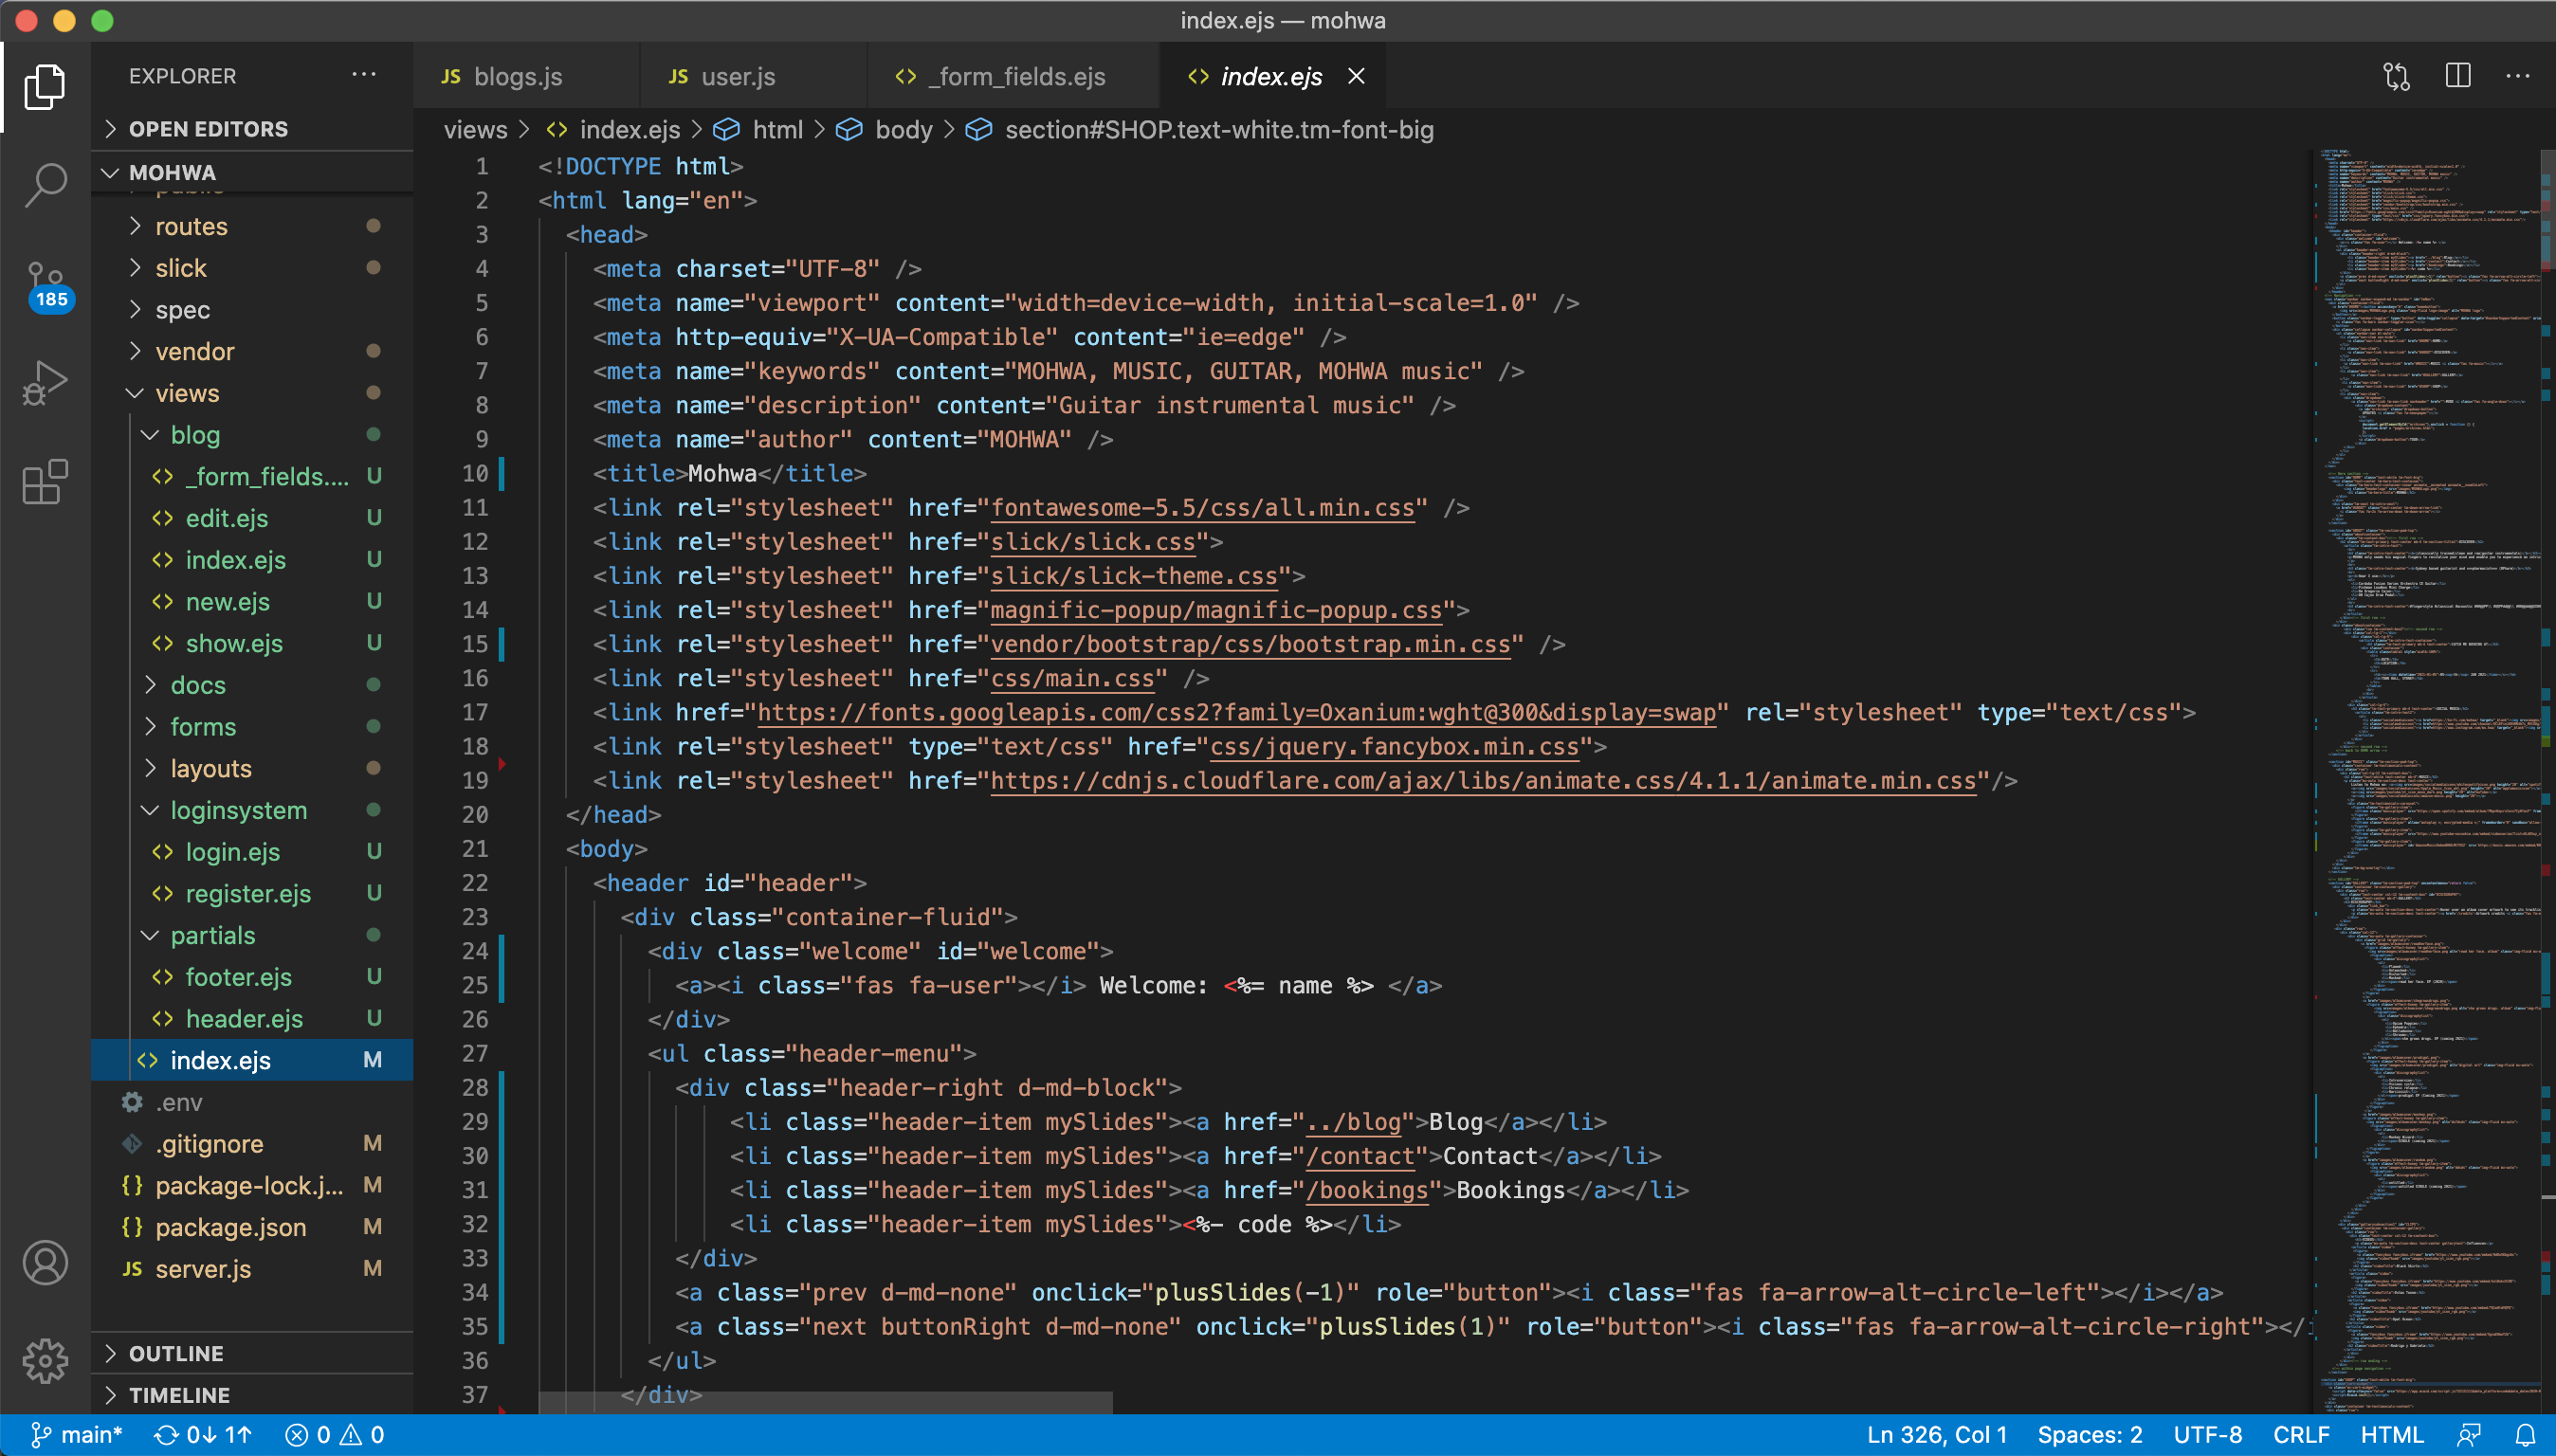 index.ejs — mohwa
EXPLORER
OPEN EDITORS
MOHWA
routes
slick
spec
vendor
views
blog
_form_fields.... U
edit.ejs U
index.ejs U
new.ejs U
show.ejs U
docs
forms
layouts
loginsystem
login.ejs U
register.ejs U
partials
footer.ejs U
header.ejs U
index.ejs M
.env
.gitignore M
{} package-lock.j... M
{} package.json M
JS server.js M
OUTLINE
TIMELINE
185
JS blogs.js
JS user.js
<> _form_fields.ejs
<> index.ejs
views > <> index.ejs > html > body > section#SHOP.text-white.tm-font-big
1 <!DOCTYPE html>
2 <html lang="en">
3 <head>
4 <meta charset="UTF-8" />
5 <meta name="viewport" content="width=device-width, initial-scale=1.0" />
6 <meta http-equiv="X-UA-Compatible" content="ie=edge" />
7 <meta name="keywords" content="MOHWA, MUSIC, GUITAR, MOHWA music" />
8 <meta name="description" content="Guitar instrumental music" />
9 <meta name="author" content="MOHWA" />
10 <title>Mohwa</title>
11 <link rel="stylesheet" href="fontawesome-5.5/css/all.min.css" />
12 <link rel="stylesheet" href="slick/slick.css">
13 <link rel="stylesheet" href="slick/slick-theme.css">
14 <link rel="stylesheet" href="magnific-popup/magnific-popup.css">
15 <link rel="stylesheet" href="vendor/bootstrap/css/bootstrap.min.css" />
16 <link rel="stylesheet" href="css/main.css" />
17 <link href="https://fonts.googleapis.com/css2?family=Oxanium:wght@300&display=swap" rel="stylesheet" type="text/css">
18 <link rel="stylesheet" type="text/css" href="css/jquery.fancybox.min.css">
19 <link rel="stylesheet" href="https://cdnjs.cloudflare.com/ajax/libs/animate.css/4.1.1/animate.min.css"/>
20 </head>
21 <body>
22 <header id="header">
23 <div class="container-fluid">
24 <div class="welcome" id="welcome">
25 <a><i class="fas fa-user"></i> Welcome: <%= name %> </a>
26 </div>
27 <ul class="header-menu">
28 <div class="header-right d-md-block">
29 <li class="header-item mySlides"><a href="../blog">Blog</a></li>
30 <li class="header-item mySlides"><a href="/contact">Contact</a></li>
31 <li class="header-item mySlides"><a href="/bookings">Bookings</a></li>
32 <li class="header-item mySlides"><%- code %></li>
33 </div>
34 <a class="prev d-md-none" onclick="plusSlides(-1)" role="button"><i class="fas fa-arrow-alt-circle-left"></i></a>
35 <a class="next buttonRight d-md-none" onclick="plusSlides(1)" role="button"><i class="fas fa-arrow-alt-circle-right"></i
36 </ul>
37 </div>
main* 0↓ 1↑ 0 0
Ln 326, Col 1 Spaces: 2 UTF-8 CRLF HTML